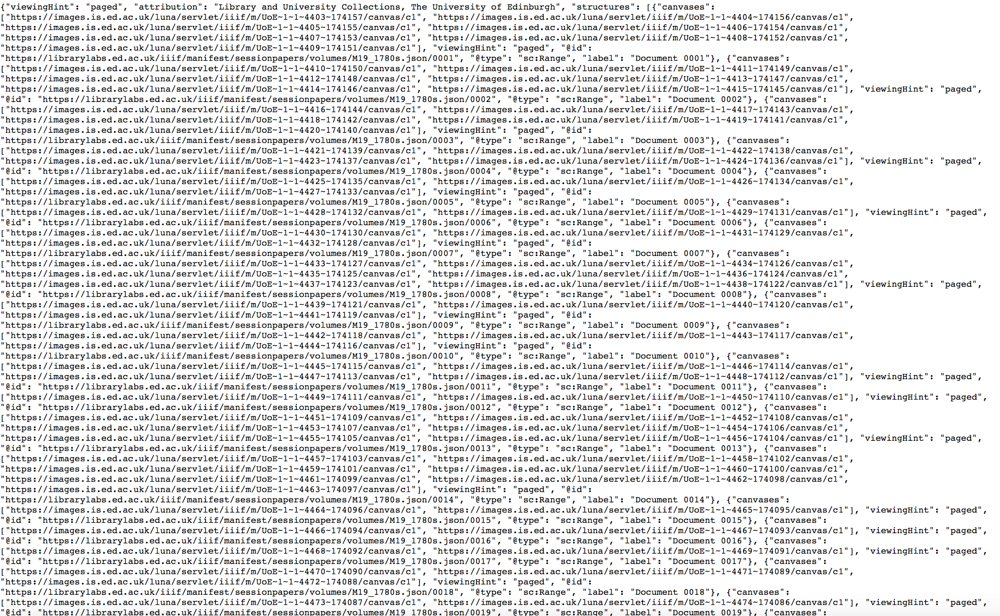 {"viewingHint": "paged", "attribution": "Library and University Collections, The University of Edinburgh", "structures": [{"canvases":
["https://images.is.ed.ac.uk/luna/servlet/iiif/m/UoE~1~1~4403~174157/canvas/c1", "https://images.is.ed.ac.uk/luna/servlet/iiif/m/UoE~1~1~4404~174156/canvas/c1",
"https://images.is.ed.ac.uk/luna/servlet/iiif/m/UoE~1~1~4405~174155/canvas/c1", "https://images.is.ed.ac.uk/luna/servlet/iiif/m/UoE~1~1~4406~174154/canvas/c1",
"https://images.is.ed.ac.uk/luna/servlet/iiif/m/UoE~1~1~4407~174153/canvas/c1", "https://images.is.ed.ac.uk/luna/servlet/iiif/m/UoE~1~1~4408~174152/canvas/c1",
"https://images.is.ed.ac.uk/luna/servlet/iiif/m/UoE~1~1~4409~174151/canvas/c1"], "viewingHint": "paged", "@id":
"https://librarylabs.ed.ac.uk/iiif/manifest/sessionpapers/volumes/M19_1780s.json/0001", "@type": "sc:Range", "label": "Document 0001"}, {"canvases":
["https://images.is.ed.ac.uk/luna/servlet/iiif/m/UoE~1~1~4410~174150/canvas/c1", "https://images.is.ed.ac.uk/luna/servlet/iiif/m/UoE~1~1~4411~174149/canvas/c1",
"https://images.is.ed.ac.uk/luna/servlet/iiif/m/UoE~1~1~4412~174148/canvas/c1", "https://images.is.ed.ac.uk/luna/servlet/iiif/m/UoE~1~1~4413~174147/canvas/c1",
"https://images.is.ed.ac.uk/luna/servlet/iiif/m/UoE~1~1~4414~174146/canvas/c1", "https://images.is.ed.ac.uk/luna/servlet/iiif/m/UoE~1~1~4415~174145/canvas/c1"], "viewingHint": "paged",
"@id": "https://librarylabs.ed.ac.uk/iiif/manifest/sessionpapers/volumes/M19_1780s.json/0002", "@type": "sc:Range", "label": "Document 0002"}, {"canvases":
["https://images.is.ed.ac.uk/luna/servlet/iiif/m/UoE~1~1~4416~174144/canvas/c1", "https://images.is.ed.ac.uk/luna/servlet/iiif/m/UoE~1~1~4417~174143/canvas/c1",
"https://images.is.ed.ac.uk/luna/servlet/iiif/m/UoE~1~1~4418~174142/canvas/c1", "https://images.is.ed.ac.uk/luna/servlet/iiif/m/UoE~1~1~4419~174141/canvas/c1",
"https://images.is.ed.ac.uk/luna/servlet/iiif/m/UoE~1~1~4420~174140/canvas/c1"], "viewingHint": "paged", "@id":
"https://librarylabs.ed.ac.uk/iiif/manifest/sessionpapers/volumes/M19_1780s.json/0003", "@type": "sc:Range", "label": "Document 0003"}, {"canvases":
["https://images.is.ed.ac.uk/luna/servlet/iiif/m/UoE~1~1~4421~174139/canvas/c1", "https://images.is.ed.ac.uk/luna/servlet/iiif/m/UoE~1~1~4422~174138/canvas/c1",
"https://images.is.ed.ac.uk/luna/servlet/iiif/m/UoE~1~1~4423~174137/canvas/c1", "https://images.is.ed.ac.uk/luna/servlet/iiif/m/UoE~1~1~4424~174136/canvas/c1"], "viewingHint": "paged",
"@id": "https://librarylabs.ed.ac.uk/iiif/manifest/sessionpapers/volumes/M19_1780s.json/0004", "@type": "sc:Range", "label": "Document 0004"}, {"canvases":
["https://images.is.ed.ac.uk/luna/servlet/iiif/m/UoE~1~1~4425~174135/canvas/c1", "https://images.is.ed.ac.uk/luna/servlet/iiif/m/UoE~1~1~4426~174134/canvas/c1",
"https://images.is.ed.ac.uk/luna/servlet/iiif/m/UoE~1~1~4427~174133/canvas/c1"], "viewingHint": "paged", "@id":
"https://librarylabs.ed.ac.uk/iiif/manifest/sessionpapers/volumes/M19_1780s.json/0005", "@type": "sc:Range", "label": "Document 0005"}, {"canvases":
["https://images.is.ed.ac.uk/luna/servlet/iiif/m/UoE~1~1~4428~174132/canvas/c1", "https://images.is.ed.ac.uk/luna/servlet/iiif/m/UoE~1~1~4429~174131/canvas/c1"], "viewingHint": "paged",
"@id": "https://librarylabs.ed.ac.uk/iiif/manifest/sessionpapers/volumes/M19_1780s.json/0006", "@type": "sc:Range", "label": "Document 0006"}, {"canvases":
["https://images.is.ed.ac.uk/luna/servlet/iiif/m/UoE~1~1~4430~174130/canvas/c1", "https://images.is.ed.ac.uk/luna/servlet/iiif/m/UoE~1~1~4431~174129/canvas/c1",
"https://images.is.ed.ac.uk/luna/servlet/iiif/m/UoE~1~1~4432~174128/canvas/c1"], "viewingHint": "paged", "@id":
"https://librarylabs.ed.ac.uk/iiif/manifest/sessionpapers/volumes/M19_1780s.json/0007", "@type": "sc:Range", "label": "Document 0007"}, {"canvases":
["https://images.is.ed.ac.uk/luna/servlet/iiif/m/UoE~1~1~4433~174127/canvas/c1", "https://images.is.ed.ac.uk/luna/servlet/iiif/m/UoE~1~1~4434~174126/canvas/c1",
"https://images.is.ed.ac.uk/luna/servlet/iiif/m/UoE~1~1~4435~174125/canvas/c1", "https://images.is.ed.ac.uk/luna/servlet/iiif/m/UoE~1~1~4436~174124/canvas/c1",
"https://images.is.ed.ac.uk/luna/servlet/iiif/m/UoE~1~1~4437~174123/canvas/c1", "https://images.is.ed.ac.uk/luna/servlet/iiif/m/UoE~1~1~4438~174122/canvas/c1"], "viewingHint": "paged",
"@id": "https://librarylabs.ed.ac.uk/iiif/manifest/sessionpapers/volumes/M19_1780s.json/0008", "@type": "sc:Range", "label": "Document 0008"}, {"canvases":
["https://images.is.ed.ac.uk/luna/servlet/iiif/m/UoE~1~1~4439~174121/canvas/c1", "https://images.is.ed.ac.uk/luna/servlet/iiif/m/UoE~1~1~4440~174120/canvas/c1",
"https://images.is.ed.ac.uk/luna/servlet/iiif/m/UoE~1~1~4441~174119/canvas/c1"], "viewingHint": "paged", "@id":
"https://librarylabs.ed.ac.uk/iiif/manifest/sessionpapers/volumes/M19_1780s.json/0009", "@type": "sc:Range", "label": "Document 0009"}, {"canvases":
["https://images.is.ed.ac.uk/luna/servlet/iiif/m/UoE~1~1~4442~174118/canvas/c1", "https://images.is.ed.ac.uk/luna/servlet/iiif/m/UoE~1~1~4443~174117/canvas/c1",
"https://images.is.ed.ac.uk/luna/servlet/iiif/m/UoE~1~1~4444~174116/canvas/c1"], "viewingHint": "paged", "@id":
"https://librarylabs.ed.ac.uk/iiif/manifest/sessionpapers/volumes/M19_1780s.json/0010", "@type": "sc:Range", "label": "Document 0010"}, {"canvases":
["https://images.is.ed.ac.uk/luna/servlet/iiif/m/UoE~1~1~4445~174115/canvas/c1", "https://images.is.ed.ac.uk/luna/servlet/iiif/m/UoE~1~1~4446~174114/canvas/c1",
"https://images.is.ed.ac.uk/luna/servlet/iiif/m/UoE~1~1~4447~174113/canvas/c1", "https://images.is.ed.ac.uk/luna/servlet/iiif/m/UoE~1~1~4448~174112/canvas/c1"], "viewingHint": "paged",
"@id": "https://librarylabs.ed.ac.uk/iiif/manifest/sessionpapers/volumes/M19_1780s.json/0011", "@type": "sc:Range", "label": "Document 0011"}, {"canvases":
["https://images.is.ed.ac.uk/luna/servlet/iiif/m/UoE~1~1~4449~174111/canvas/c1", "https://images.is.ed.ac.uk/luna/servlet/iiif/m/UoE~1~1~4450~174110/canvas/c1"], "viewingHint": "paged",
"@id": "https://librarylabs.ed.ac.uk/iiif/manifest/sessionpapers/volumes/M19_1780s.json/0012", "@type": "sc:Range", "label": "Document 0012"}, {"canvases":
["https://images.is.ed.ac.uk/luna/servlet/iiif/m/UoE~1~1~4451~174109/canvas/c1", "https://images.is.ed.ac.uk/luna/servlet/iiif/m/UoE~1~1~4452~174108/canvas/c1",
"https://images.is.ed.ac.uk/luna/servlet/iiif/m/UoE~1~1~4453~174107/canvas/c1", "https://images.is.ed.ac.uk/luna/servlet/iiif/m/UoE~1~1~4454~174106/canvas/c1",
"https://images.is.ed.ac.uk/luna/servlet/iiif/m/UoE~1~1~4455~174105/canvas/c1", "https://images.is.ed.ac.uk/luna/servlet/iiif/m/UoE~1~1~4456~174104/canvas/c1"], "viewingHint": "paged",
"@id": "https://librarylabs.ed.ac.uk/iiif/manifest/sessionpapers/volumes/M19_1780s.json/0013", "@type": "sc:Range", "label": "Document 0013"}, {"canvases":
["https://images.is.ed.ac.uk/luna/servlet/iiif/m/UoE~1~1~4457~174103/canvas/c1", "https://images.is.ed.ac.uk/luna/servlet/iiif/m/UoE~1~1~4458~174102/canvas/c1",
"https://images.is.ed.ac.uk/luna/servlet/iiif/m/UoE~1~1~4459~174101/canvas/c1", "https://images.is.ed.ac.uk/luna/servlet/iiif/m/UoE~1~1~4460~174100/canvas/c1",
"https://images.is.ed.ac.uk/luna/servlet/iiif/m/UoE~1~1~4461~174099/canvas/c1", "https://images.is.ed.ac.uk/luna/servlet/iiif/m/UoE~1~1~4462~174098/canvas/c1",
"https://images.is.ed.ac.uk/luna/servlet/iiif/m/UoE~1~1~4463~174097/canvas/c1"], "viewingHint": "paged", "@id":
"https://librarylabs.ed.ac.uk/iiif/manifest/sessionpapers/volumes/M19_1780s.json/0014", "@type": "sc:Range", "label": "Document 0014"}, {"canvases":
["https://images.is.ed.ac.uk/luna/servlet/iiif/m/UoE~1~1~4464~174096/canvas/c1", "https://images.is.ed.ac.uk/luna/servlet/iiif/m/UoE~1~1~4465~174095/canvas/c1"], "viewingHint": "paged",
"@id": "https://librarylabs.ed.ac.uk/iiif/manifest/sessionpapers/volumes/M19_1780s.json/0015", "@type": "sc:Range", "label": "Document 0015"}, {"canvases":
["https://images.is.ed.ac.uk/luna/servlet/iiif/m/UoE~1~1~4466~174094/canvas/c1", "https://images.is.ed.ac.uk/luna/servlet/iiif/m/UoE~1~1~4467~174093/canvas/c1"], "viewingHint": "paged",
"@id": "https://librarylabs.ed.ac.uk/iiif/manifest/sessionpapers/volumes/M19_1780s.json/0016", "@type": "sc:Range", "label": "Document 0016"}, {"canvases":
["https://images.is.ed.ac.uk/luna/servlet/iiif/m/UoE~1~1~4468~174092/canvas/c1", "https://images.is.ed.ac.uk/luna/servlet/iiif/m/UoE~1~1~4469~174091/canvas/c1"], "viewingHint": "paged",
"@id": "https://librarylabs.ed.ac.uk/iiif/manifest/sessionpapers/volumes/M19_1780s.json/0017", "@type": "sc:Range", "label": "Document 0017"}, {"canvases":
["https://images.is.ed.ac.uk/luna/servlet/iiif/m/UoE~1~1~4470~174090/canvas/c1", "https://images.is.ed.ac.uk/luna/servlet/iiif/m/UoE~1~1~4471~174089/canvas/c1",
"https://images.is.ed.ac.uk/luna/servlet/iiif/m/UoE~1~1~4472~174088/canvas/c1"], "viewingHint": "paged", "@id":
"https://librarylabs.ed.ac.uk/iiif/manifest/sessionpapers/volumes/M19_1780s.json/0018", "@type": "sc:Range", "label": "Document 0018"}, {"canvases":
["https://images.is.ed.ac.uk/luna/servlet/iiif/m/UoE~1~1~4473~174087/canvas/c1", "https://images.is.ed.ac.uk/luna/servlet/iiif/m/UoE~1~1~4474~174086/canvas/c1"], "viewingHint": "paged",
"@id": "https://librarylabs.ed.ac.uk/iiif/manifest/sessionpapers/volumes/M19_1780s.json/0019", "@type": "sc:Range", "label": "Document 0019"}, {"canvases":